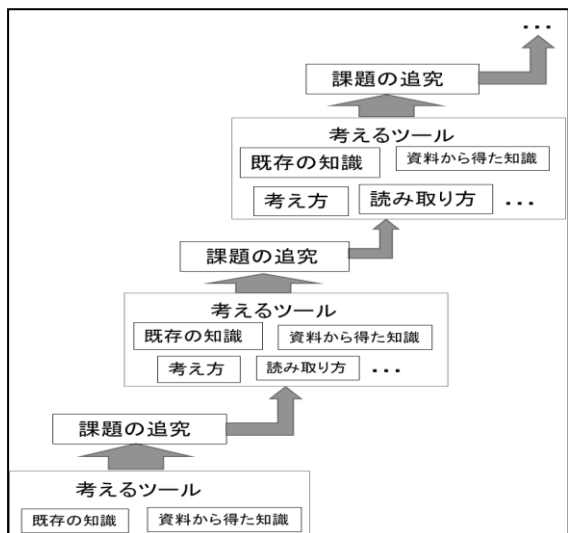 ...
課題の追究
考えるツール
既存の知識 資料から得た知識
考え方 読み取り方 ...
課題の追究
考えるツール
既存の知識 資料から得た知識
考え方 読み取り方 ...
課題の追究
考えるツール
既存の知識 資料から得た知識